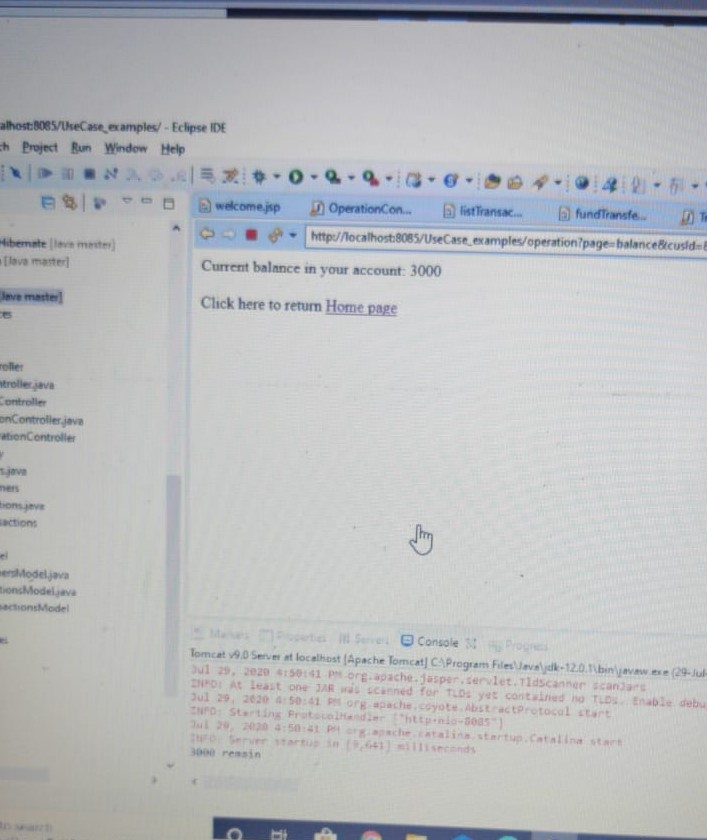 alhost:8085/UseCase_examples/ - Eclipse IDE
ch Project Run Window Help
welcome.jsp OperationCon... listTransac... fundTransfe...
http://localhost:8085/UseCase_examples/operation?page=balance&cusId=
Hibernate [Java master]
[Java master]
[Java master]
Current balance in your account: 3000
Click here to return Home page
es
roller
ntroller.java
Controller
onController.java
rationController
s.java
mers
tions.java
sactions
el
ersModel.java
tionsModel.java
sactionsModel
es
Markers Properties Servers Console Progress
Tomcat v9.0 Server at localhost [Apache Tomcat] C:\Program Files\Java\jdk-12.0.1\bin\javaw.exe (29-Jul-
Jul 29, 2020 4:50:41 PM org.apache.jasper.servlet.TldScanner scanJars
INFO: At least one JAR was scanned for TLDs yet contained no TLDs. Enable debu
Jul 29, 2020 4:50:41 PM org.apache.coyote.AbstractProtocol start
INFO: Starting ProtocolHandler ["http-nio-8085"]
Jul 29, 2020 4:50:41 PM org.apache.catalina.startup.Catalina start
INFO: Server startup in [9,641] milliseconds
3000 remain
to search